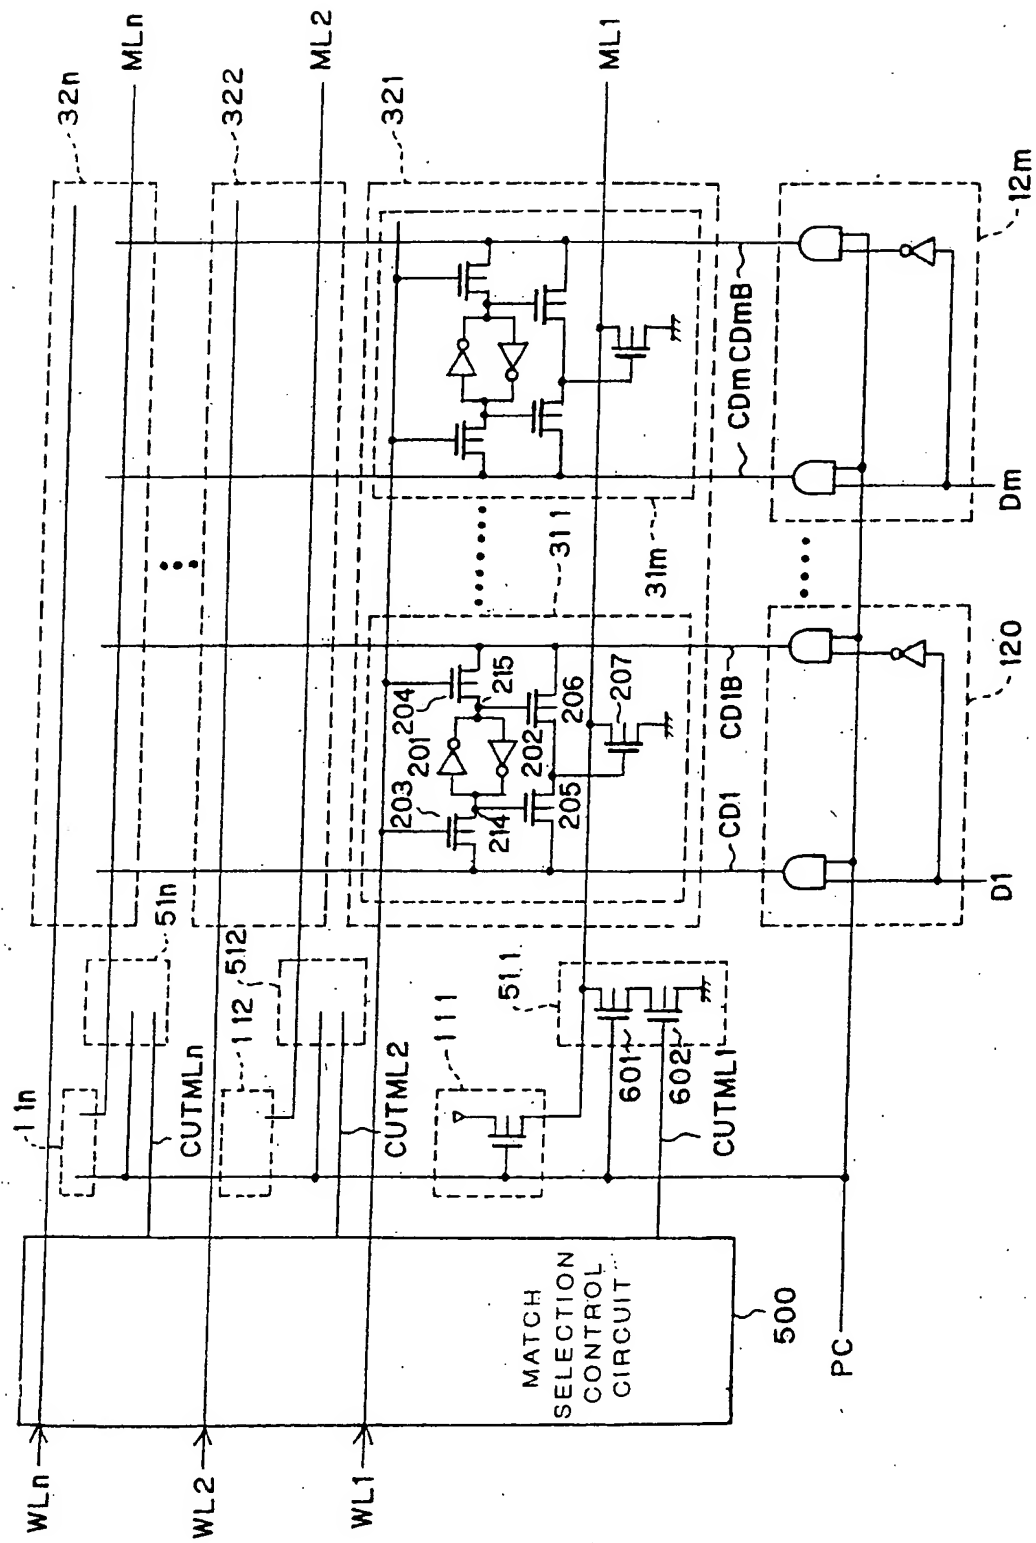 WLn
WL2
WL1
MATCH
SELECTION
CONTROL
CIRCUIT
500
PC
11n
CUTMLn
51n
112
512
CUTML2
111
511
601
602
CUTML1
32n
MLn
322
ML2
321
ML1
203
201
204
214
215
202
205
206
207
311
31m
CD1
CD1B
CDm
CDmB
D1
120
Dm
12m